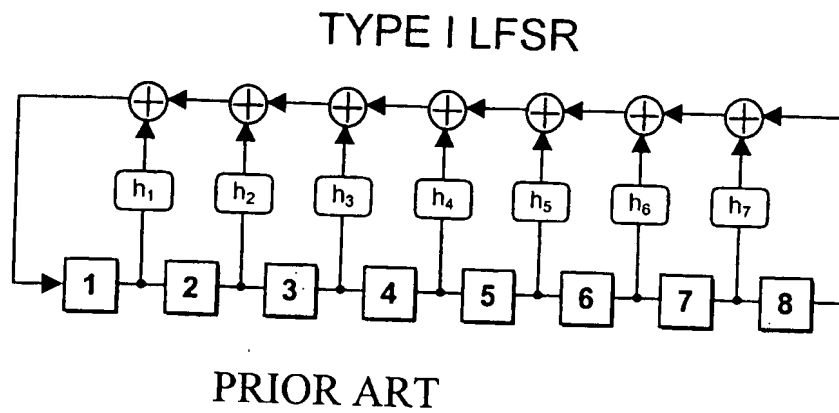 TYPE I LFSR
h₁ h₂ h₃ h₄ h₅ h₆ h₇
1 2 3 4 5 6 7 8
PRIOR ART